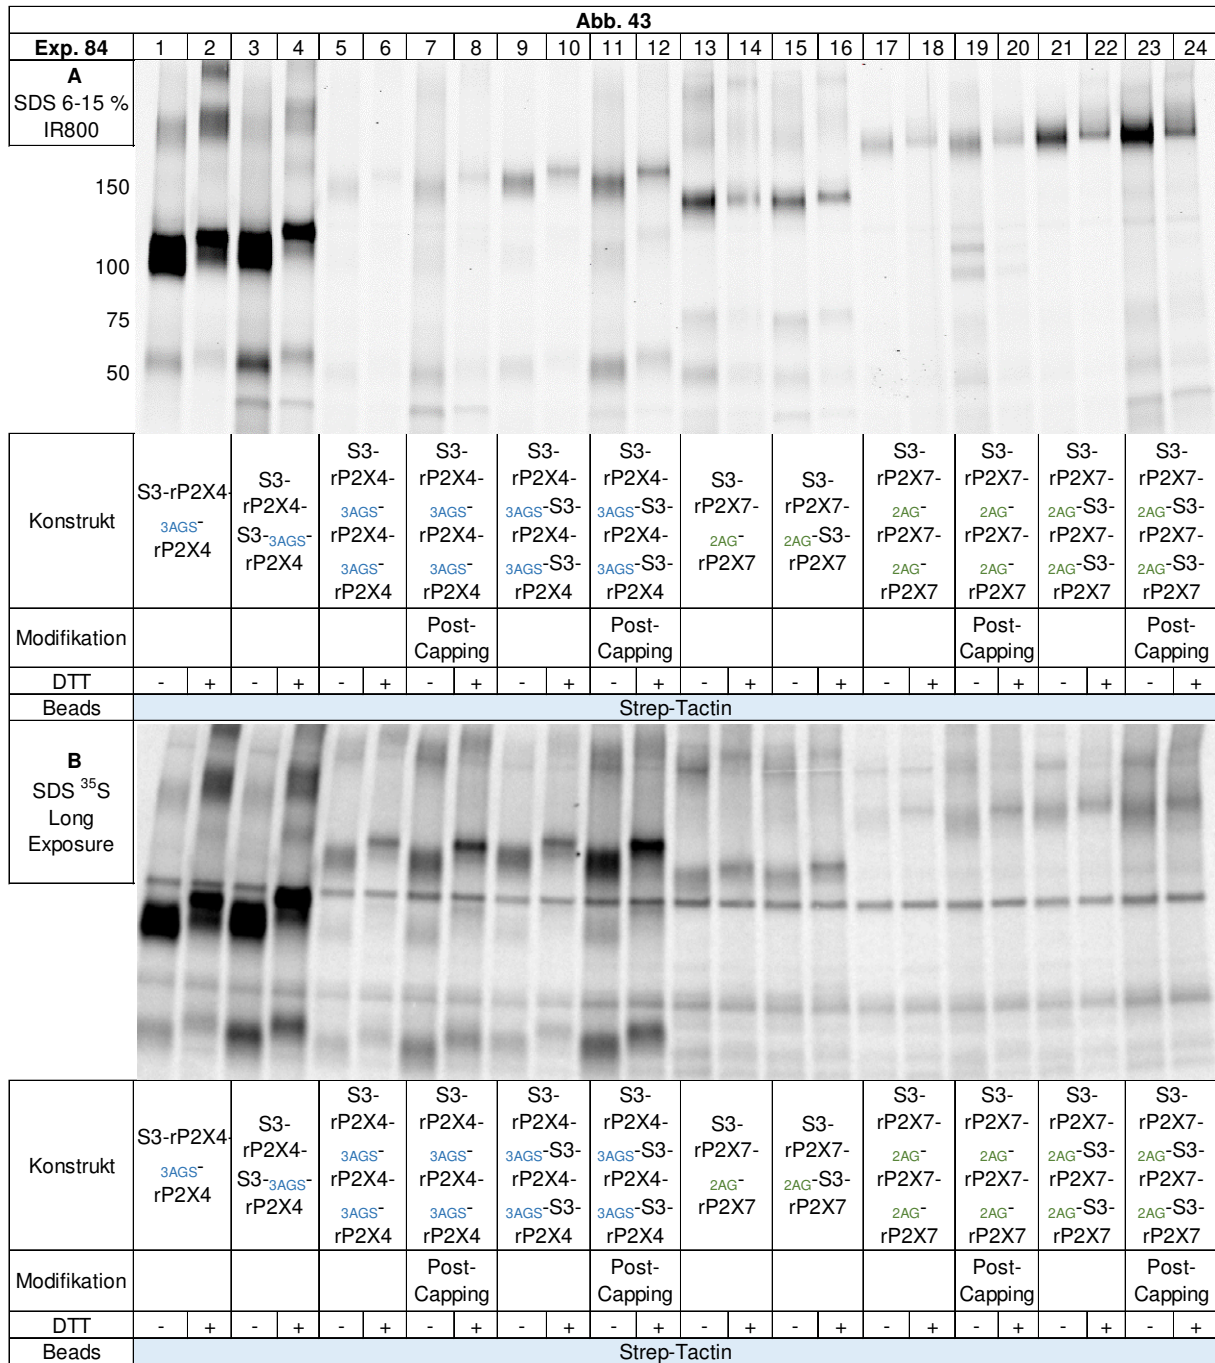 Abb. 43
Exp. 84 1 2 3 4 5 6 7 8 9 10 11 12 13 14 15 16 17 18 19 20 21 22 23 24
A
SDS 6-15 %
IR800
150
100
75
50
Konstrukt
S3-rP2X4-
3AGS-
rP2X4
S3-
rP2X4-
S3-3AGS-
rP2X4
S3-
rP2X4-
3AGS-
rP2X4-
3AGS-
rP2X4
S3-
rP2X4-
3AGS-
rP2X4-
3AGS-
rP2X4
S3-
rP2X4-
3AGS-S3-
rP2X4-
3AGS-S3-
rP2X4
S3-
rP2X4-
3AGS-S3-
rP2X4-
3AGS-S3-
rP2X4
S3-
rP2X7-
2AG-
rP2X7
S3-
rP2X7-
2AG-S3-
rP2X7
S3-
rP2X7-
2AG-
rP2X7-
2AG-
rP2X7
S3-
rP2X7-
2AG-
rP2X7-
2AG-
rP2X7
S3-
rP2X7-
2AG-S3-
rP2X7-
2AG-S3-
rP2X7
S3-
rP2X7-
2AG-S3-
rP2X7-
2AG-S3-
rP2X7
Modifikation
Post-
Capping
Post-
Capping
Post-
Capping
Post-
Capping
DTT - + - + - + - + - + - + - + - + - + - + - + - +
Beads Strep-Tactin
B
SDS 35S
Long
Exposure
Konstrukt
S3-rP2X4-
3AGS-
rP2X4
S3-
rP2X4-
S3-3AGS-
rP2X4
S3-
rP2X4-
3AGS-
rP2X4-
3AGS-
rP2X4
S3-
rP2X4-
3AGS-
rP2X4-
3AGS-
rP2X4
S3-
rP2X4-
3AGS-S3-
rP2X4-
3AGS-S3-
rP2X4
S3-
rP2X4-
3AGS-S3-
rP2X4-
3AGS-S3-
rP2X4
S3-
rP2X7-
2AG-
rP2X7
S3-
rP2X7-
2AG-S3-
rP2X7
S3-
rP2X7-
2AG-
rP2X7-
2AG-
rP2X7
S3-
rP2X7-
2AG-
rP2X7-
2AG-
rP2X7
S3-
rP2X7-
2AG-S3-
rP2X7-
2AG-S3-
rP2X7
S3-
rP2X7-
2AG-S3-
rP2X7-
2AG-S3-
rP2X7
Modifikation
Post-
Capping
Post-
Capping
Post-
Capping
Post-
Capping
DTT - + - + - + - + - + - + - + - + - + - + - + - +
Beads Strep-Tactin